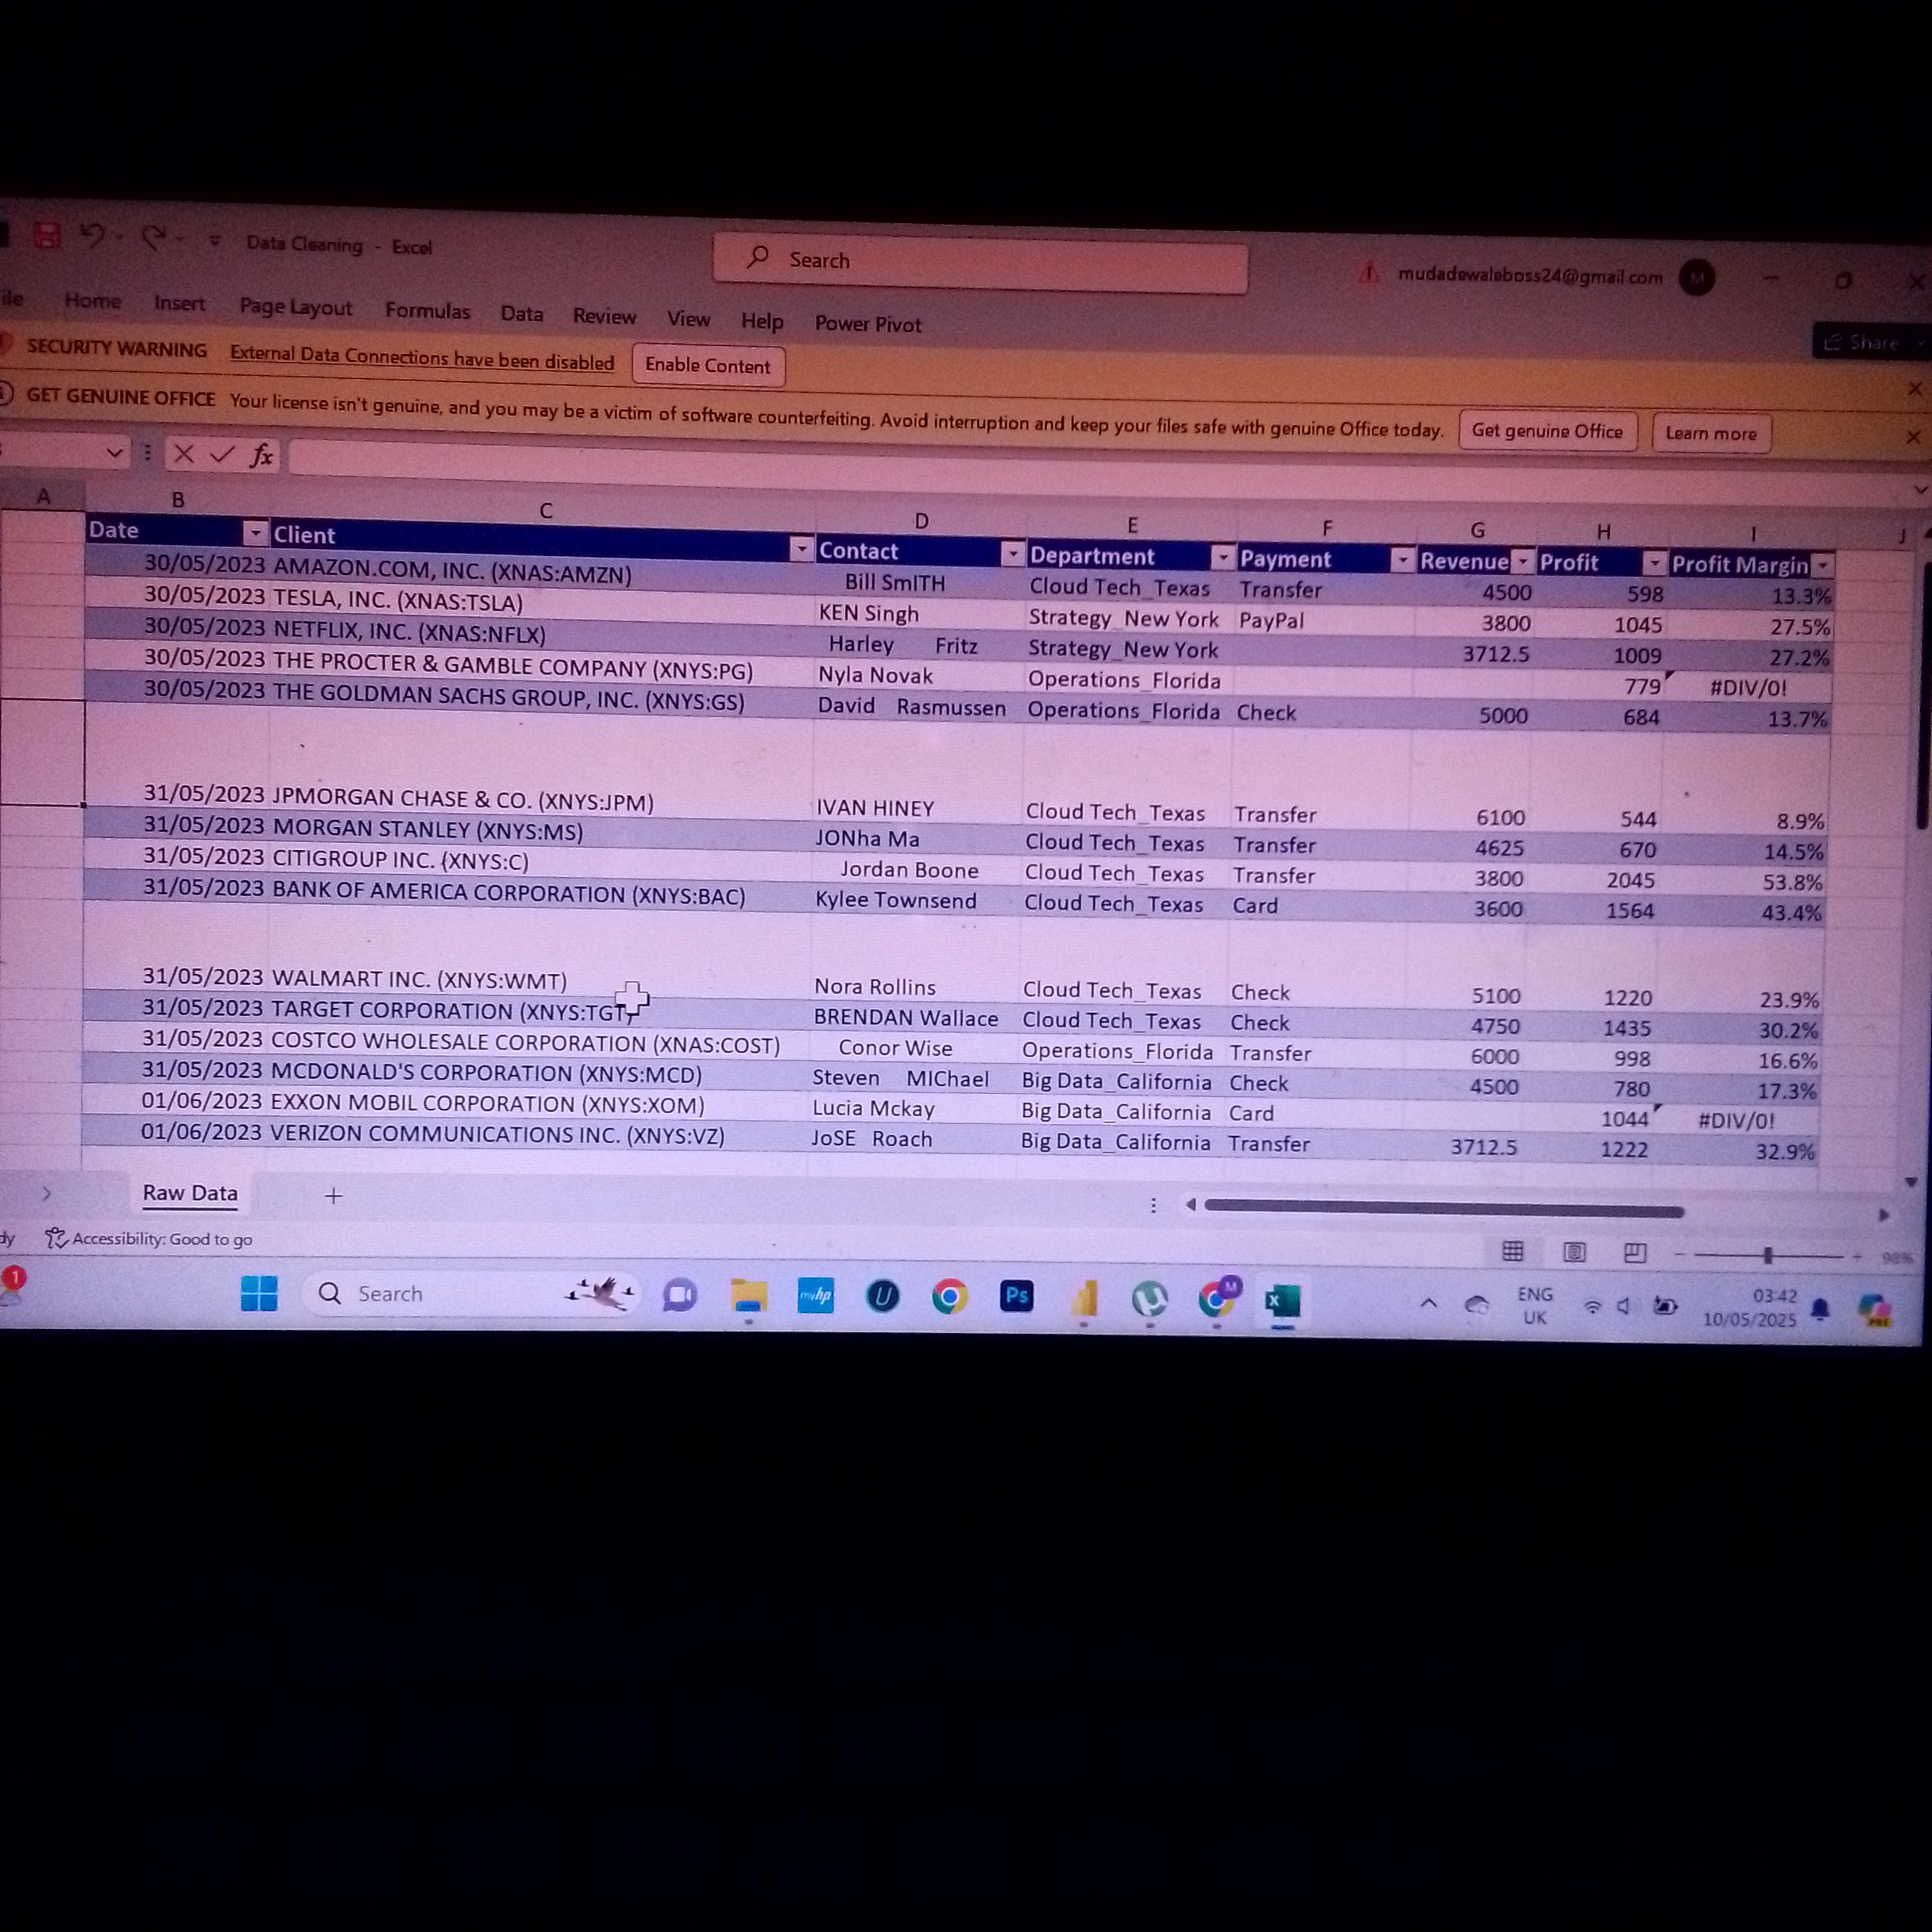 Data Cleaning - Excel
Search
mudadewaleboss24@gmail.com M
Home Insert Page Layout Formulas Data Review View Help Power Pivot
Share
SECURITY WARNING External Data Connections have been disabled Enable Content
GET GENUINE OFFICE Your license isn't genuine, and you may be a victim of software counterfeiting. Avoid interruption and keep your files safe with genuine Office today. Get genuine Office Learn more
fx
A B C D E F G H I J
Date Client Contact Department Payment Revenue Profit Profit Margin
30/05/2023 AMAZON.COM, INC. (XNAS:AMZN) Bill SmITH Cloud Tech_Texas Transfer 4500 598 13.3%
30/05/2023 TESLA, INC. (XNAS:TSLA) KEN Singh Strategy_New York PayPal 3800 1045 27.5%
30/05/2023 NETFLIX, INC. (XNAS:NFLX) Harley Fritz Strategy_New York 3712.5 1009 27.2%
30/05/2023 THE PROCTER & GAMBLE COMPANY (XNYS:PG) Nyla Novak Operations_Florida 779 #DIV/0!
30/05/2023 THE GOLDMAN SACHS GROUP, INC. (XNYS:GS) David Rasmussen Operations_Florida Check 5000 684 13.7%
31/05/2023 JPMORGAN CHASE & CO. (XNYS:JPM) IVAN HINEY Cloud Tech_Texas Transfer 6100 544 8.9%
31/05/2023 MORGAN STANLEY (XNYS:MS) JONha Ma Cloud Tech_Texas Transfer 4625 670 14.5%
31/05/2023 CITIGROUP INC. (XNYS:C) Jordan Boone Cloud Tech_Texas Transfer 3800 2045 53.8%
31/05/2023 BANK OF AMERICA CORPORATION (XNYS:BAC) Kylee Townsend Cloud Tech_Texas Card 3600 1564 43.4%
31/05/2023 WALMART INC. (XNYS:WMT) Nora Rollins Cloud Tech_Texas Check 5100 1220 23.9%
31/05/2023 TARGET CORPORATION (XNYS:TGT) BRENDAN Wallace Cloud Tech_Texas Check 4750 1435 30.2%
31/05/2023 COSTCO WHOLESALE CORPORATION (XNAS:COST) Conor Wise Operations_Florida Transfer 6000 998 16.6%
31/05/2023 MCDONALD'S CORPORATION (XNYS:MCD) Steven MIChael Big Data_California Check 4500 780 17.3%
01/06/2023 EXXON MOBIL CORPORATION (XNYS:XOM) Lucia Mckay Big Data_California Card 1044 #DIV/0!
01/06/2023 VERIZON COMMUNICATIONS INC. (XNYS:VZ) JoSE Roach Big Data_California Transfer 3712.5 1222 32.9%
Raw Data
Accessibility: Good to go
98%
1 Search myhp U Ps M X ENG 03:42
UK 10/05/2025 PRE